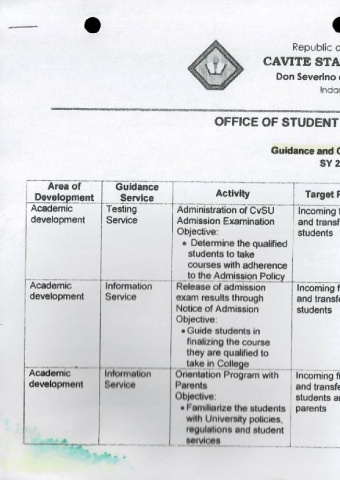 Republic o
CAVITE STA
Don Severino
Inda
OFFICE OF STUDENT
Guidance and C
SY 2
Area of Development
Guidance Service
Activity
Target P
Academic development
Testing Service
Administration of CvSU
Admission Examination
Objective:
• Determine the qualified
students to take
courses with adherence
to the Admission Policy
Incoming f
and transf
students
Academic development
Information Service
Release of admission
exam results through
Notice of Admission
Objective:
• Guide students in
finalizing the course
they are qualified to
take in College
Incoming f
and transfe
students
Academic development
Information Service
Orientation Program with
Parents
Objective:
• Familiarize the students
with University policies,
regulations and student
services
Incoming fi
and transfe
students a
parents